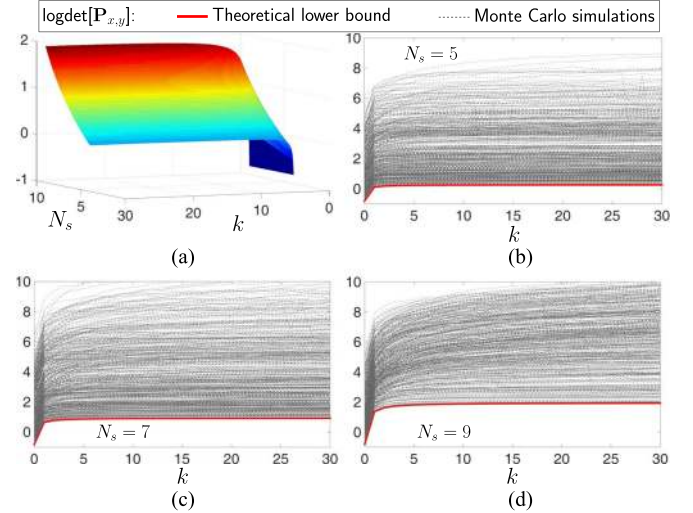 logdet[P_{x,y}]: Theoretical lower bound Monte Carlo simulations
2
1
0
-1
10
5
30
20
10
0
N_s
k
(a)
10
8
6
4
2
0
N_s = 5
0 5 10 15 20 25 30
k
(b)
10
8
6
4
2
0
N_s = 7
0 5 10 15 20 25 30
k
(c)
10
8
6
4
2
0
N_s = 9
0 5 10 15 20 25 30
k
(d)